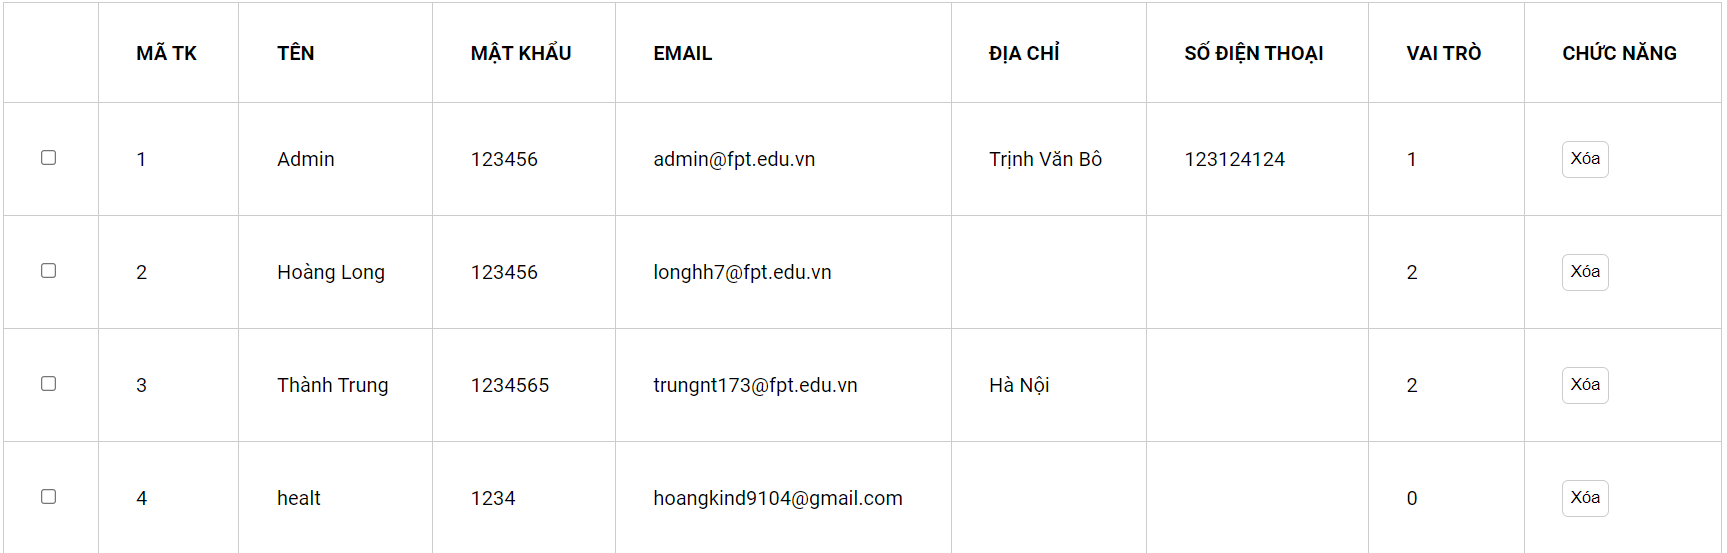 MÃ TK TÊN MẬT KHẨU EMAIL ĐỊA CHỈ SỐ ĐIỆN THOẠI VAI TRÒ CHỨC NĂNG
1 Admin 123456 admin@fpt.edu.vn Trịnh Văn Bô 123124124 1 Xóa
2 Hoàng Long 123456 longhh7@fpt.edu.vn 2 Xóa
3 Thành Trung 1234565 trungnt173@fpt.edu.vn Hà Nội 2 Xóa
4 healt 1234 hoangkind9104@gmail.com 0 Xóa